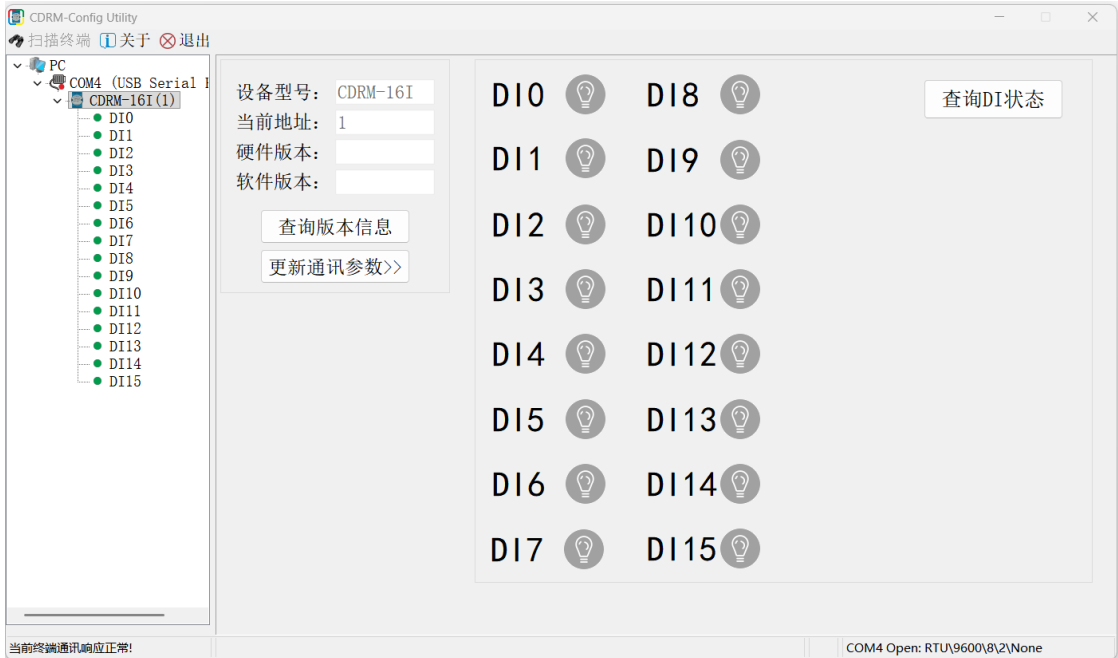 CDRM-Config Utility
扫描终端 关于 退出
PC
COM4 (USB Serial
CDRM-16I(1)
DI0
DI1
DI2
DI3
DI4
DI5
DI6
DI7
DI8
DI9
DI10
DI11
DI12
DI13
DI14
DI15
设备型号： CDRM-16I
当前地址： 1
硬件版本：
软件版本：
查询版本信息
更新通讯参数>>
DI0 DI8
DI1 DI9
DI2 DI10
DI3 DI11
DI4 DI12
DI5 DI13
DI6 DI14
DI7 DI15
查询DI状态
当前终端通讯响应正常!
COM4 Open: RTU\9600\8\2\None